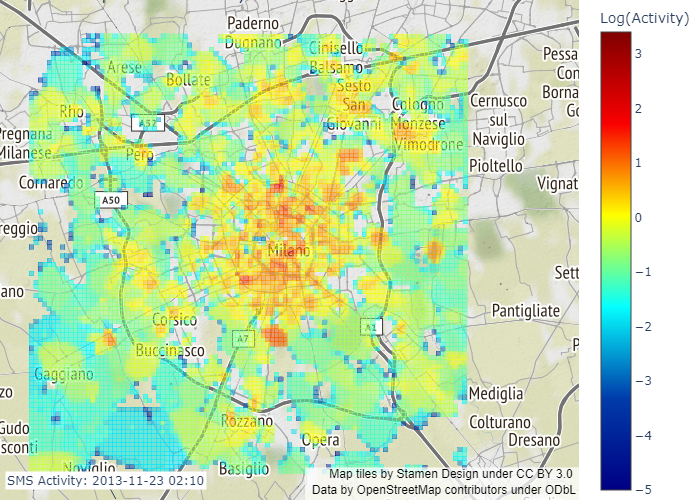 Log(Activity)
Paderno
Dugnano
Cinisello
Balsamo
Arese
Bollate
Sesto
San
Giovanni
Cologno
Monzese
Vimodrone
Cernusco
sul
Naviglio
Pessa
Con
Borna
Go
Rho
A52
Pregnana
Milanese
Pero
Pioltello
Cornaredo
Vignat
A50
reggio
Milano
Sett
ano
Pantigliate
Corsico
A7
A1
Buccinasco
P
Gaggiano
zo
Mediglia
Rozzano
Colturano
Gudo
sconti
Opera
Dresano
Noviglio
Basiglio
SMS Activity: 2013-11-23 02:10
Map tiles by Stamen Design under CC BY 3.0
Data by OpenStreetMap contributors under ODbL
3
2
1
0
−1
−2
−3
−4
−5